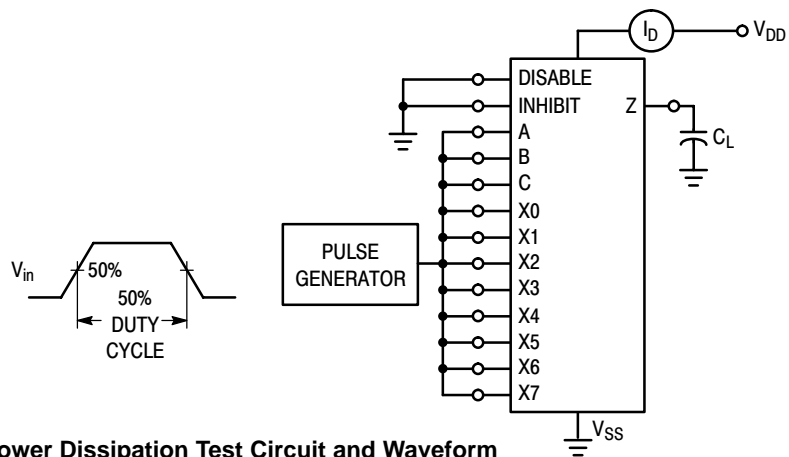 I_D
V_DD
DISABLE
INHIBIT
Z
A
C_L
B
C
X0
X1
PULSE
GENERATOR
X2
X3
X4
X5
X6
X7
V_in
50%
50%
DUTY
CYCLE
V_SS
ower Dissipation Test Circuit and Waveform